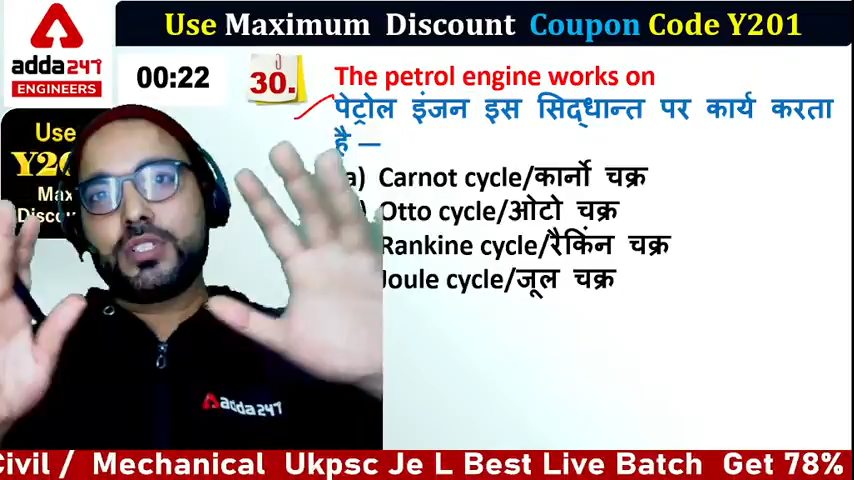 Use Maximum Discount Coupon Code Y201
adda247
ENGINEERS
00:22
30.
The petrol engine works on
पेट्रोल इंजन इस सिद्धान्त पर कार्य करता
है —
a) Carnot cycle/कार्नो चक्र
) Otto cycle/ओटो चक्र
Rankine cycle/रैकिंन चक्र
Joule cycle/जूल चक्र
Use
Max
adda247
Civil / Mechanical Ukpsc Je L Best Live Batch Get 78%